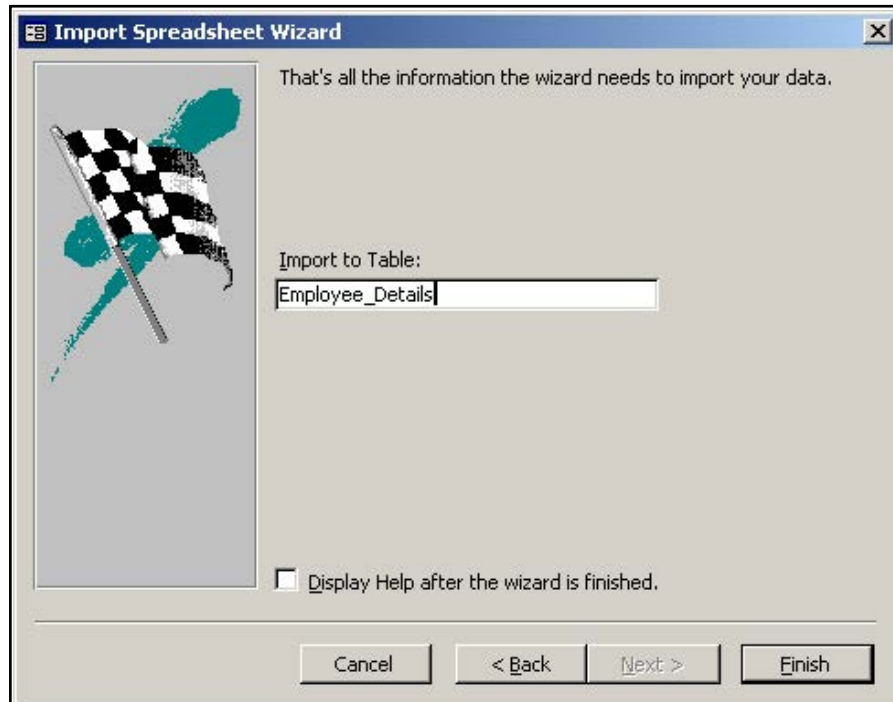 Import Spreadsheet Wizard
That's all the information the wizard needs to import your data.
Import to Table:
Employee_Details
Display Help after the wizard is finished.
Cancel
< Back
Next >
Finish